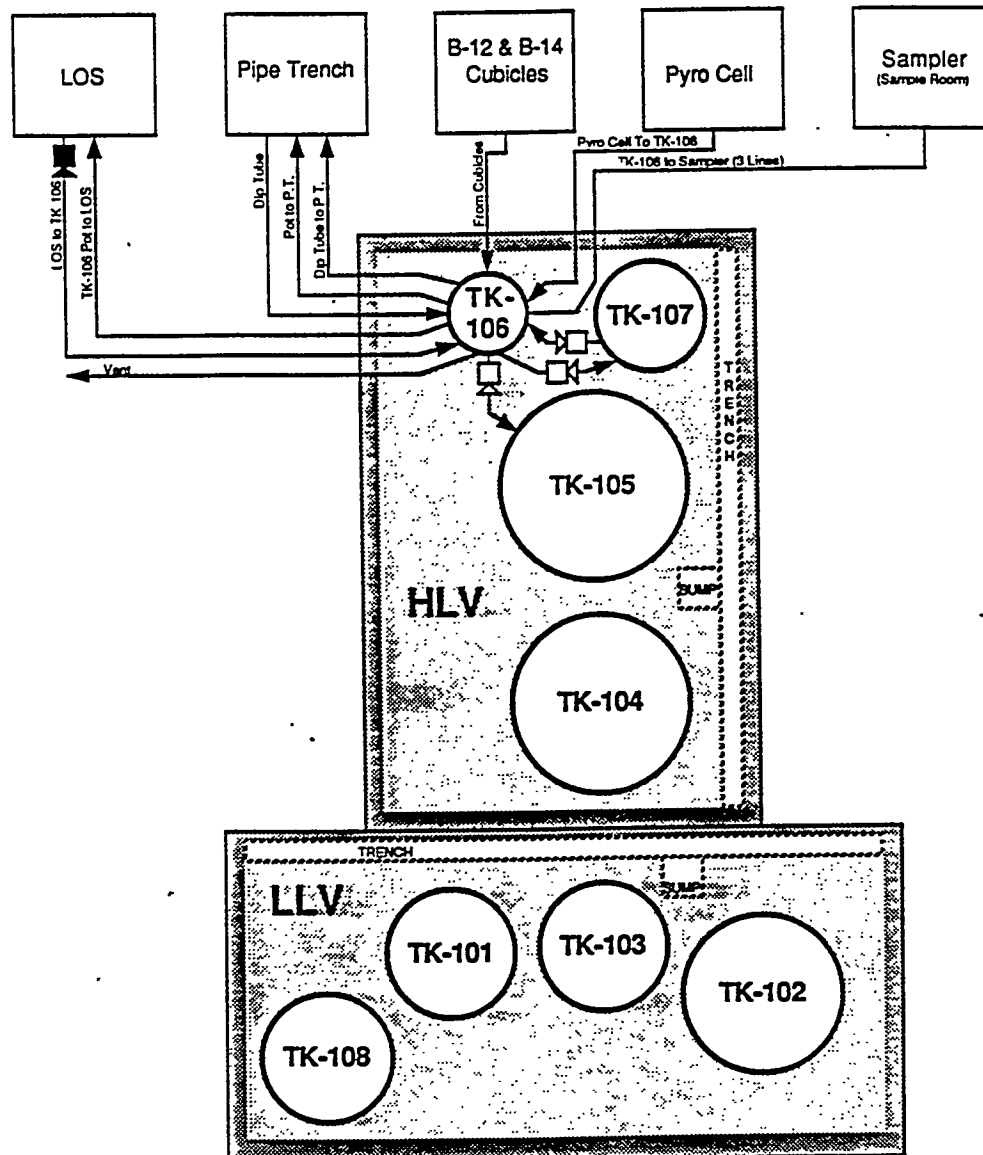 LOS
Pipe Trench
B-12 & B-14
Cubicles
Pyro Cell
Sampler
(Sample Room)
LOS to TK 106
TK-106 Pot to LOS
Dip Tube
Pot to P.T.
Dip Tube to P.T.
From Cubicles
Pyro Cell To TK-106
TK-106 to Sampler (3 Lines)
TK-
106
TK-107
Vent
TRENCH
TK-105
SUMP
HLV
TK-104
TRENCH
SUMP
LLV
TK-101
TK-103
TK-102
TK-108